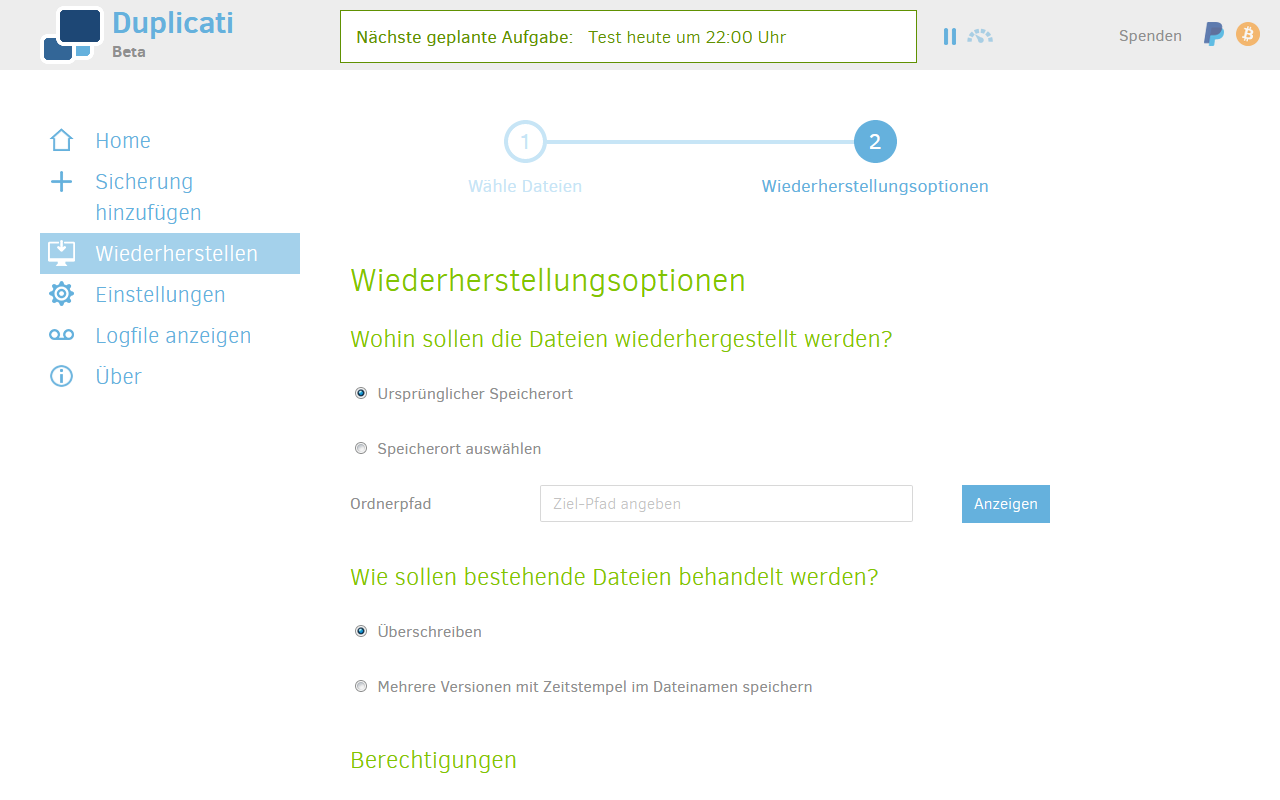 Duplicati
Beta
Nächste geplante Aufgabe: Test heute um 22:00 Uhr
Spenden
Home
Sicherung
hinzufügen
Wiederherstellen
Einstellungen
Logfile anzeigen
Über
1
2
Wähle Dateien
Wiederherstellungsoptionen
Wiederherstellungsoptionen
Wohin sollen die Dateien wiederhergestellt werden?
Ursprünglicher Speicherort
Speicherort auswählen
Ordnerpfad
Ziel-Pfad angeben
Anzeigen
Wie sollen bestehende Dateien behandelt werden?
Überschreiben
Mehrere Versionen mit Zeitstempel im Dateinamen speichern
Berechtigungen